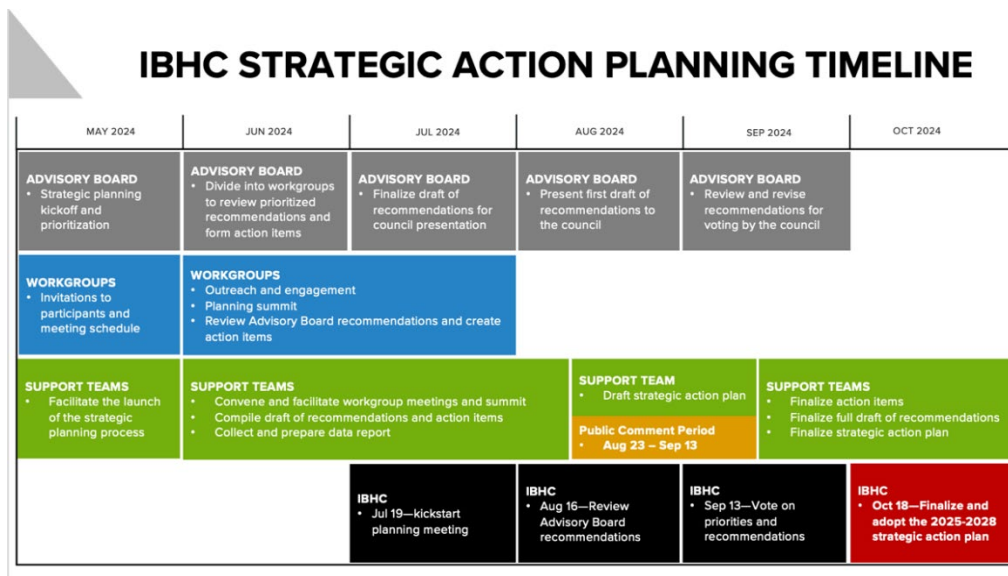 IBHC STRATEGIC ACTION PLANNING TIMELINE
MAY 2024
JUN 2024
JUL 2024
AUG 2024
SEP 2024
OCT 2024
ADVISORY BOARD
• Strategic planning
kickoff and
prioritization
ADVISORY BOARD
• Divide into workgroups
to review prioritized
recommendations and
form action items
ADVISORY BOARD
• Finalize draft of
recommendations for
council presentation
ADVISORY BOARD
• Present first draft of
recommendations to
the council
ADVISORY BOARD
• Review and revise
recommendations for
voting by the council
WORKGROUPS
• Invitations to
participants and
meeting schedule
WORKGROUPS
• Outreach and engagement
• Planning summit
• Review Advisory Board recommendations and create
action items
SUPPORT TEAMS
• Facilitate the launch
of the strategic
planning process
SUPPORT TEAMS
• Convene and facilitate workgroup meetings and summit
• Compile draft of recommendations and action items
• Collect and prepare data report
SUPPORT TEAM
• Draft strategic action plan
Public Comment Period
• Aug 23 – Sep 13
SUPPORT TEAMS
• Finalize action items
• Finalize full draft of recommendations
• Finalize strategic action plan
IBHC
• Jul 19—kickstart
planning meeting
IBHC
• Aug 16—Review
Advisory Board
recommendations
IBHC
• Sep 13—Vote on
priorities and
recommendations
IBHC
• Oct 18—Finalize and
adopt the 2025-2028
strategic action plan